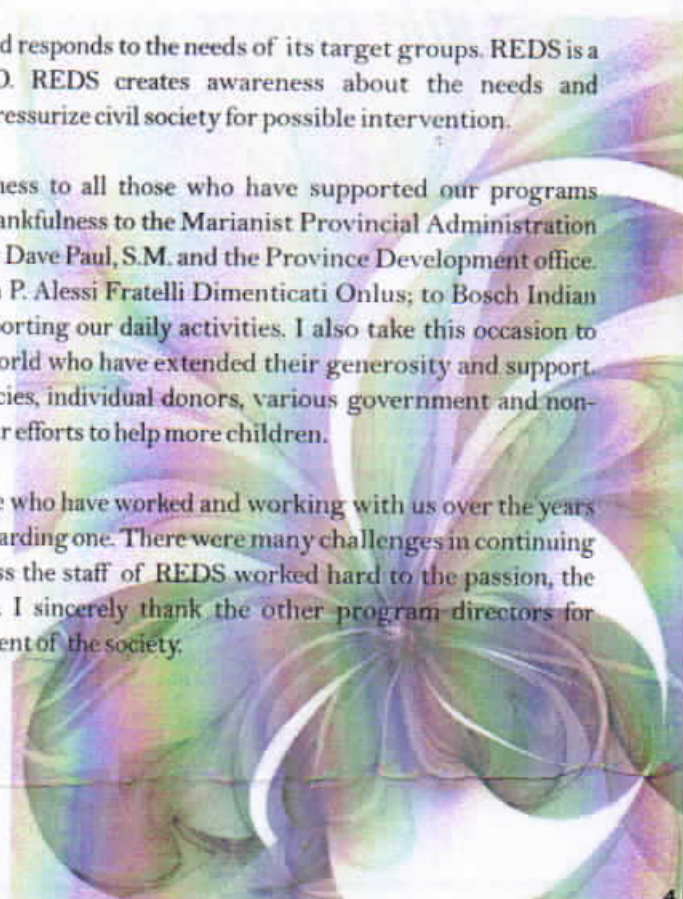 d responds to the needs of its target groups. REDS is a
O. REDS creates awareness about the needs and
ressurize civil society for possible intervention.
ness to all those who have supported our programs
ankfulness to the Marianist Provincial Administration
Dave Paul, S.M. and the Province Development office.
P. Alessi Fratelli Dimenticati Onlus; to Bosch Indian
orting our daily activities. I also take this occasion to
orld who have extended their generosity and support.
cies, individual donors, various government and non-
r efforts to help more children.
e who have worked and working with us over the years
arding one. There were many challenges in continuing
ss the staff of REDS worked hard to the passion, the
. I sincerely thank the other program directors for
ent of the society.
4